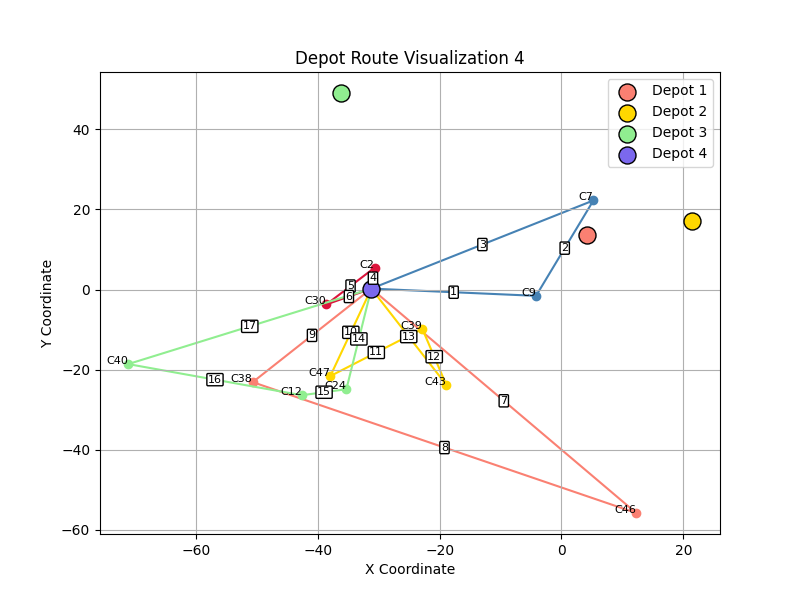 Depot Route Visualization 4
Depot 1
Depot 2
Depot 3
Depot 4
Y Coordinate
40
20
0
−20
−40
−60
C7
3
2
C2
4
5
6
C30
1
C9
17
9
10
14
C39
13
11
12
C40
16
C38
C47
C43
C12
15
C24
7
8
C46
−60
−40
−20
0
20
X Coordinate